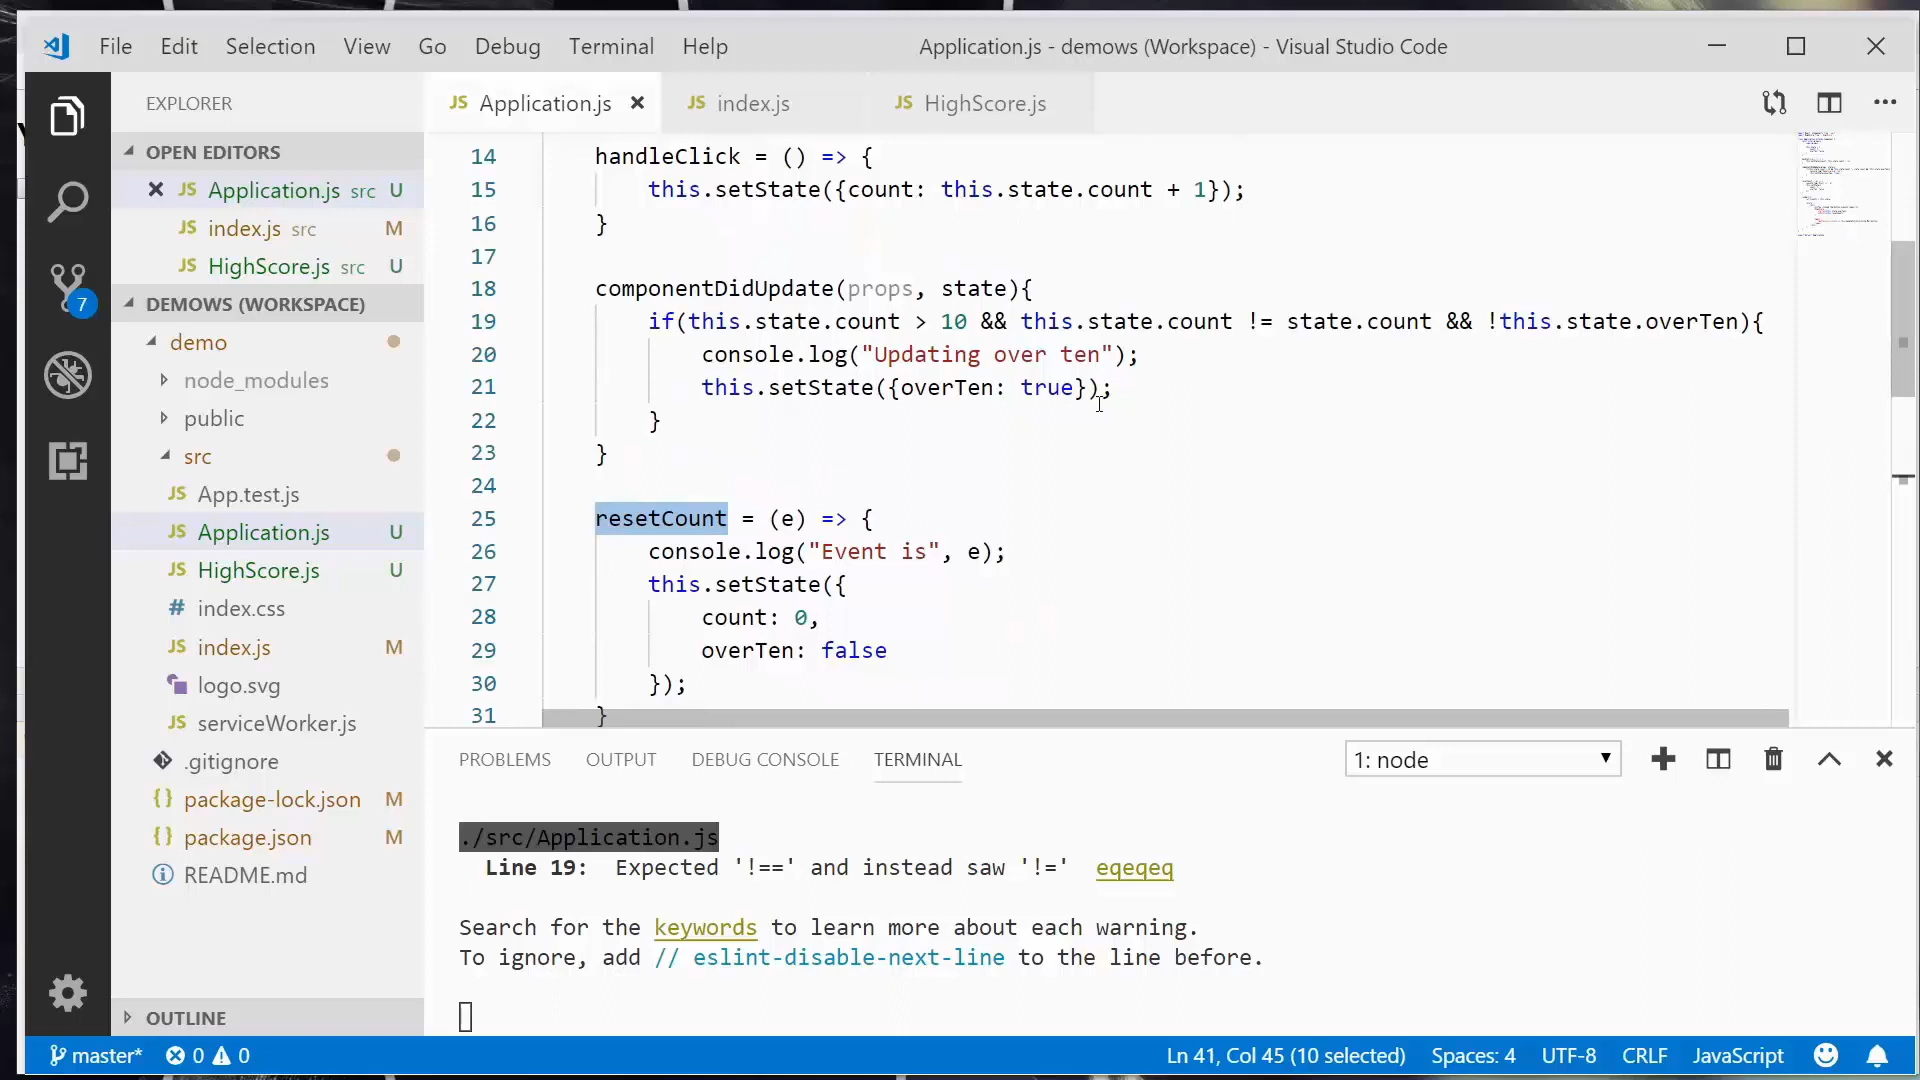 File Edit Selection View Go Debug Terminal Help
Application.js - demows (Workspace) - Visual Studio Code
EXPLORER
OPEN EDITORS
JS Application.js src U
JS index.js src M
JS HighScore.js src U
DEMOWS (WORKSPACE)
demo
node_modules
public
src
JS App.test.js
JS Application.js U
JS HighScore.js U
# index.css
JS index.js M
logo.svg
JS serviceWorker.js
.gitignore
{} package-lock.json M
{} package.json M
README.md
OUTLINE
7
JS Application.js JS index.js JS HighScore.js
14 handleClick = () => {
15 this.setState({count: this.state.count + 1});
16 }
17
18 componentDidUpdate(props, state){
19 if(this.state.count > 10 && this.state.count != state.count && !this.state.overTen){
20 console.log("Updating over ten");
21 this.setState({overTen: true});
22 }
23 }
24
25 resetCount = (e) => {
26 console.log("Event is", e);
27 this.setState({
28 count: 0,
29 overTen: false
30 });
31 }
PROBLEMS OUTPUT DEBUG CONSOLE TERMINAL
1: node
./src/Application.js
Line 19: Expected '!==' and instead saw '!=' eqeqeq
Search for the keywords to learn more about each warning.
To ignore, add // eslint-disable-next-line to the line before.
master* 0 0
Ln 41, Col 45 (10 selected) Spaces: 4 UTF-8 CRLF JavaScript